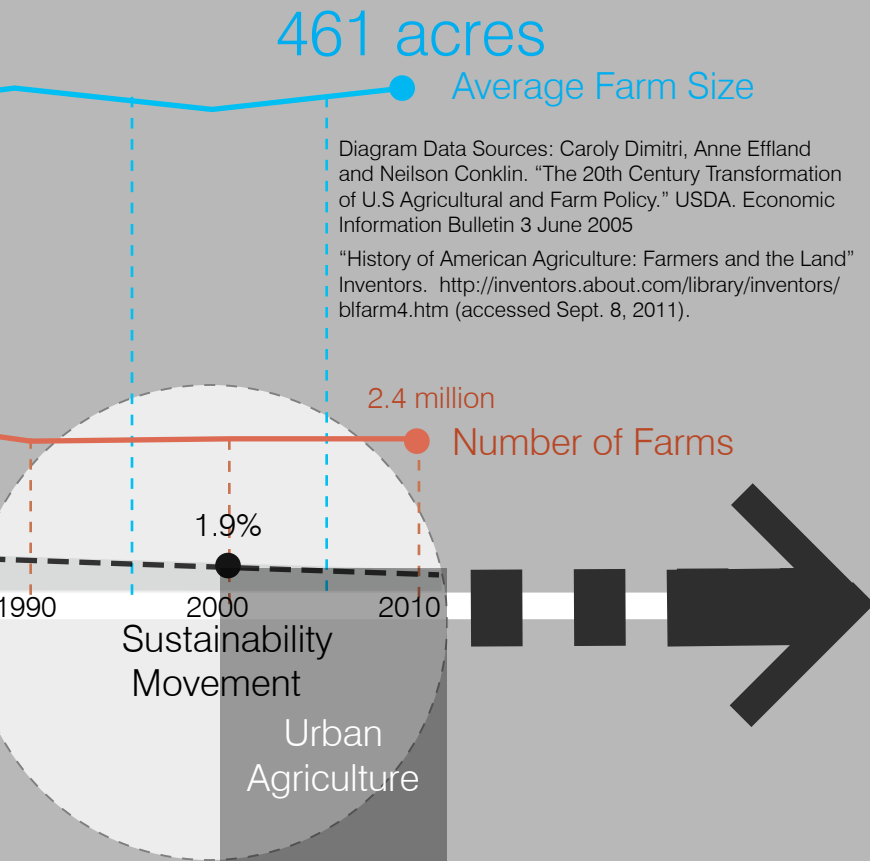 461 acres
Average Farm Size
Diagram Data Sources: Caroly Dimitri, Anne Effland
and Neilson Conklin. “The 20th Century Transformation
of U.S Agricultural and Farm Policy.” USDA. Economic
Information Bulletin 3 June 2005
“History of American Agriculture: Farmers and the Land”
Inventors. http://inventors.about.com/library/inventors/
blfarm4.htm (accessed Sept. 8, 2011).
2.4 million
Number of Farms
1.9%
1990 2000 2010
Sustainability
Movement
Urban
Agriculture